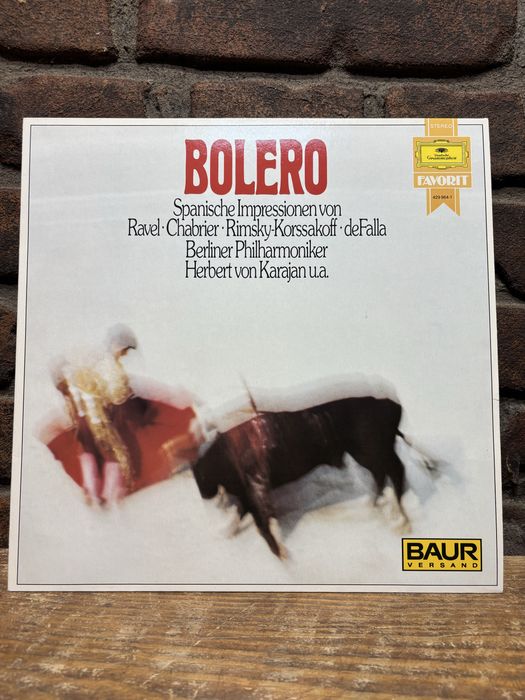 BOLERO
Spanische Impressionen von
Ravel · Chabrier · Rimsky-Korssakoff · deFalla
Berliner Philharmoniker
Herbert von Karajan u.a.
STEREO
Deutsche
Grammophon
FAVORIT
429 964-1
BAUR
VERSAND